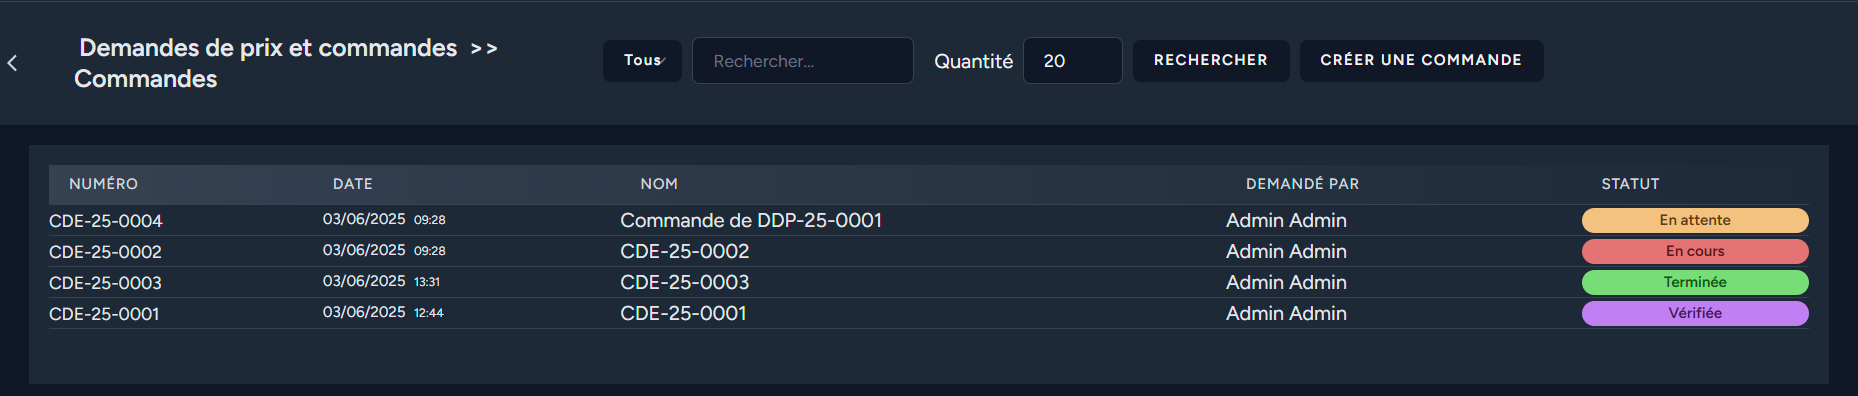 Demandes de prix et commandes >>
Commandes
Tous
Rechercher...
Quantité
20
RECHERCHER
CRÉER UNE COMMANDE
NUMÉRO DATE NOM DEMANDÉ PAR STATUT
CDE-25-0004 03/06/2025 09:28 Commande de DDP-25-0001 Admin Admin En attente
CDE-25-0002 03/06/2025 09:28 CDE-25-0002 Admin Admin En cours
CDE-25-0003 03/06/2025 13:31 CDE-25-0003 Admin Admin Terminée
CDE-25-0001 03/06/2025 12:44 CDE-25-0001 Admin Admin Vérifiée